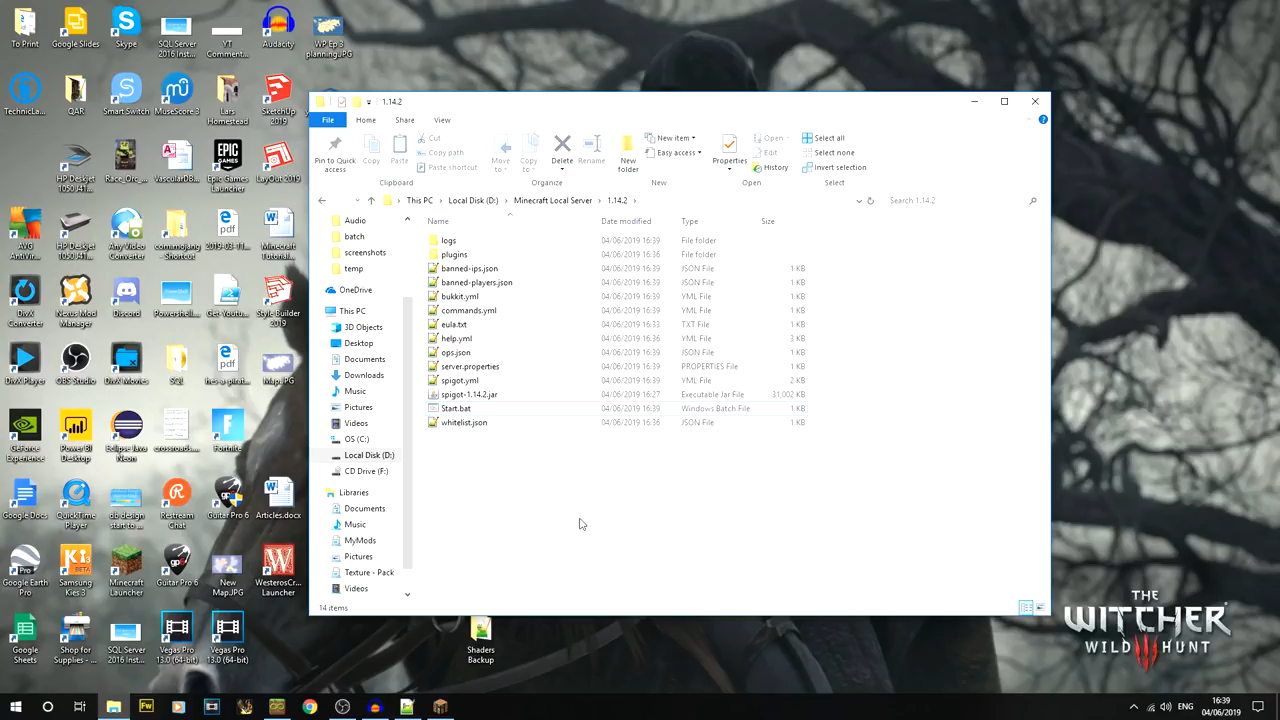 To Print
Google Slides
Skype
SQL Server 2016 Inst...
YT Comment...
Audacity
WP Ep 3 planning.JPG
TechnicLa...
QAR
Smart Switch
MuseScore 3
Lars Homestead
SketchUp 2019
HP Deskjet 1050 J41...
Shrek
Race_Orc_...
VascularDB...
Epic Games Launcher
LayOut 2019
AVG AntiVir...
HP Deskjet 1050 J41...
Any Video Converter
comamojang - Shortcut
2019-03-11...
Minecraft Tutorial...
DivX Converter
Nexus Mod Manager
Discord
Powershell...
Get-Youtu...
Style Builder 2019
DivX Player
OBS Studio
DivX Movies
SQL
hes-a-pirat...
Map.JPG
GeForce Experience
Power BI Desktop
Eclipse Java Neon
crossroads...
Fortnite
Google Docs
QuickTime Player
db design start to ...
Restream Chat
Guitar Pro 6
Articles.docx
Google Earth Pro
Samsung Kies 3
Minecraft Launcher
Guitar Pro 6
New Map.JPG
WesterosCr...
Google Sheets
Shop for Supplies - ...
SQL Server 2016 Inst...
Vegas Pro 13.0 (64-bit)
Vegas Pro 13.0 (64-bit)
Shaders Backup
1.14.2
File Home Share View
Pin to Quick access
Copy
Paste
Cut
Copy path
Paste shortcut
Clipboard
Move to
Copy to
Delete
Rename
Organize
New folder
New item
Easy access
New
Properties
Open
Edit
History
Open
Select all
Select none
Invert selection
Select
This PC Local Disk (D:) Minecraft Local Server 1.14.2
Search 1.14.2
Audio
batch
screenshots
temp
OneDrive
This PC
3D Objects
Desktop
Documents
Downloads
Music
Pictures
Videos
OS (C:)
Local Disk (D:)
CD Drive (F:)
Libraries
Documents
Music
MyMods
Pictures
Texture - Pack
Videos
Name Date modified Type Size
logs 04/06/2019 16:39 File folder
plugins 04/06/2019 16:36 File folder
banned-ips.json 04/06/2019 16:39 JSON File 1 KB
banned-players.json 04/06/2019 16:39 JSON File 1 KB
bukkit.yml 04/06/2019 16:39 YML File 1 KB
commands.yml 04/06/2019 16:39 YML File 1 KB
eula.txt 04/06/2019 16:33 TXT File 1 KB
help.yml 04/06/2019 16:36 YML File 3 KB
ops.json 04/06/2019 16:39 JSON File 1 KB
server.properties 04/06/2019 16:39 PROPERTIES File 1 KB
spigot.yml 04/06/2019 16:39 YML File 2 KB
spigot-1.14.2.jar 04/06/2019 16:27 Executable Jar File 31,002 KB
Start.bat 04/06/2019 16:39 Windows Batch File 1 KB
whitelist.json 04/06/2019 16:36 JSON File 1 KB
14 items
THE
WITCHER
WILD HUNT
ENG
16:39
04/06/2019